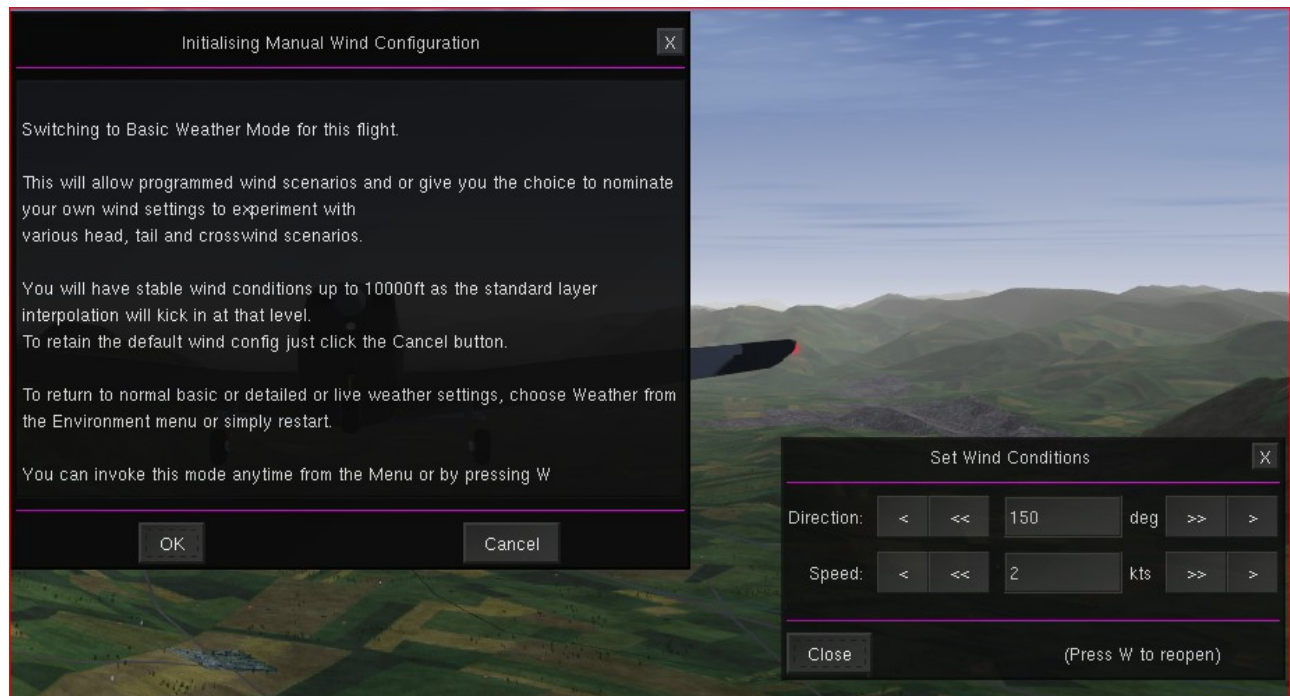 Initialising Manual Wind Configuration
X
Switching to Basic Weather Mode for this flight.
This will allow programmed wind scenarios and or give you the choice to nominate
your own wind settings to experiment with
various head, tail and crosswind scenarios.
You will have stable wind conditions up to 10000ft as the standard layer
interpolation will kick in at that level.
To retain the default wind config just click the Cancel button.
To return to normal basic or detailed or live weather settings, choose Weather from
the Environment menu or simply restart.
You can invoke this mode anytime from the Menu or by pressing W
OK Cancel
Set Wind Conditions X
Direction: < << 150 deg >> >
Speed: < << 2 kts >> >
Close (Press W to reopen)